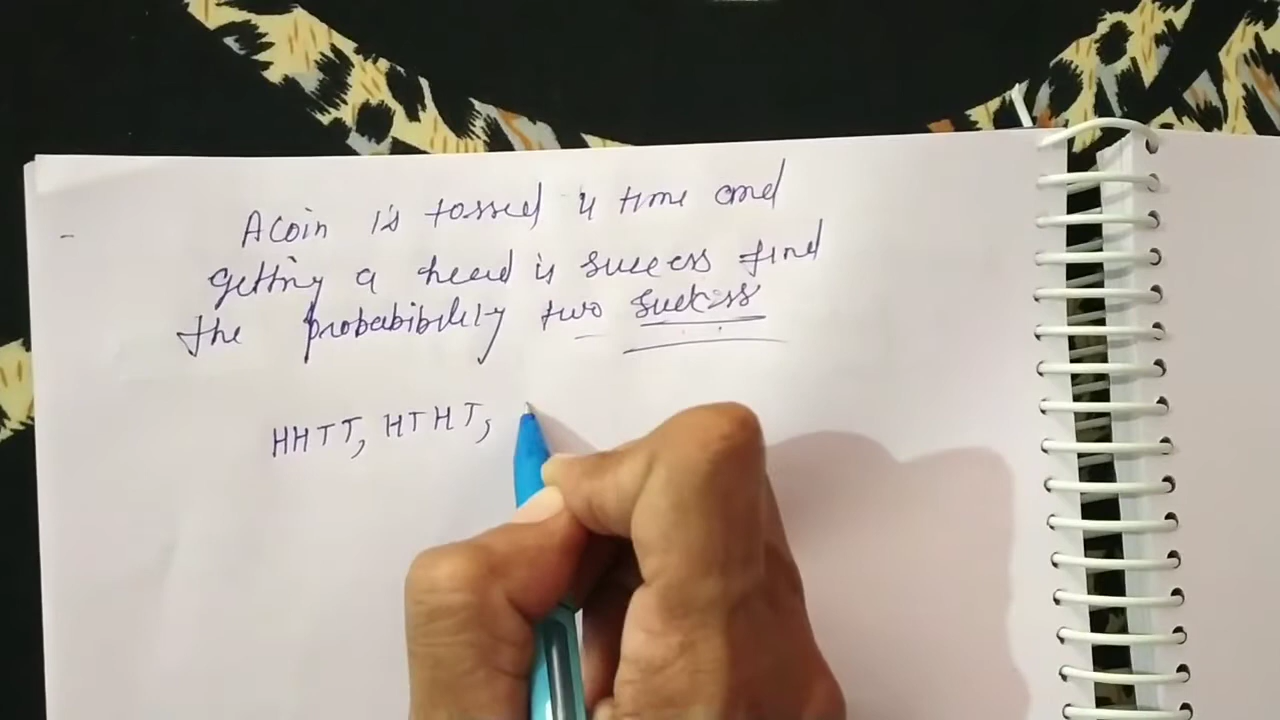 A coin is tossed 4 time and
getting a head is success find
the probability two success
HHTT, HTHT,